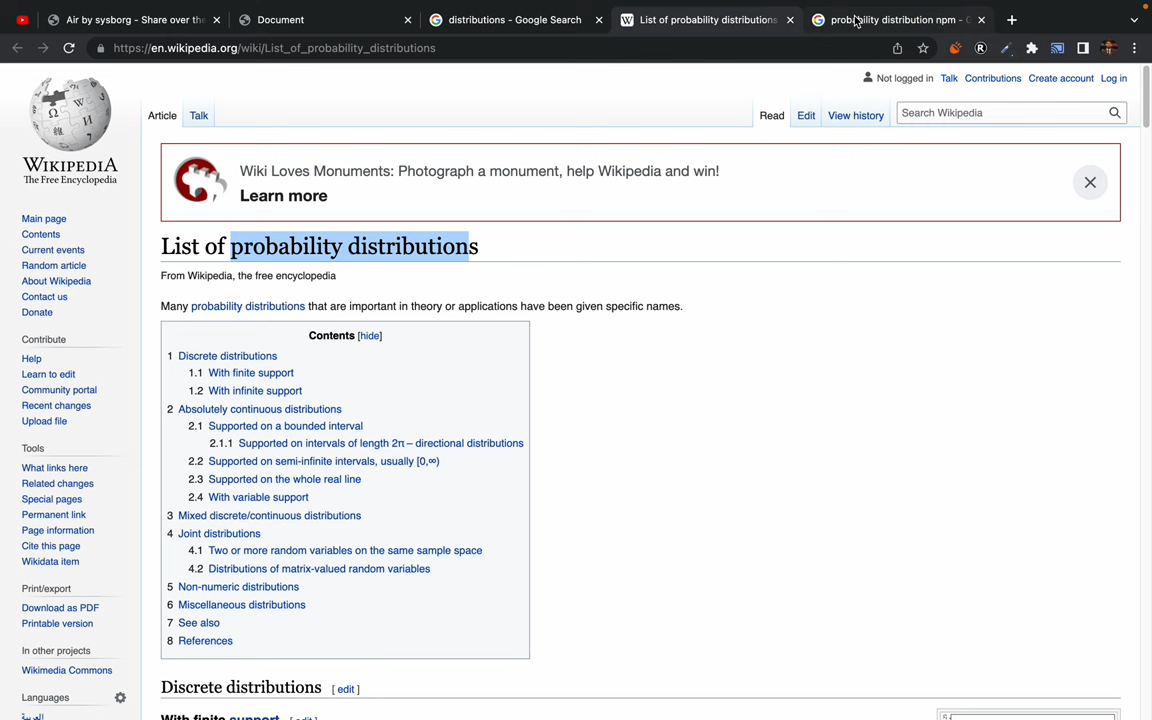 Air by sysborg - Share over the
Document
distributions - Google Search
List of probability distributions
probability distribution npm - G
https://en.wikipedia.org/wiki/List_of_probability_distributions
Not logged in Talk Contributions Create account Log in
Article Talk Read Edit View history Search Wikipedia
WIKIPEDIA
The Free Encyclopedia
Wiki Loves Monuments: Photograph a monument, help Wikipedia and win!
Learn more
Main page
Contents
Current events
Random article
About Wikipedia
Contact us
Donate
Contribute
Help
Learn to edit
Community portal
Recent changes
Upload file
Tools
What links here
Related changes
Special pages
Permanent link
Page information
Cite this page
Wikidata item
Print/export
Download as PDF
Printable version
In other projects
Wikimedia Commons
Languages
العربية
List of probability distributions
From Wikipedia, the free encyclopedia
Many probability distributions that are important in theory or applications have been given specific names.
Contents [hide]
1 Discrete distributions
1.1 With finite support
1.2 With infinite support
2 Absolutely continuous distributions
2.1 Supported on a bounded interval
2.1.1 Supported on intervals of length 2π – directional distributions
2.2 Supported on semi-infinite intervals, usually [0,∞)
2.3 Supported on the whole real line
2.4 With variable support
3 Mixed discrete/continuous distributions
4 Joint distributions
4.1 Two or more random variables on the same sample space
4.2 Distributions of matrix-valued random variables
5 Non-numeric distributions
6 Miscellaneous distributions
7 See also
8 References
Discrete distributions [ edit ]
With finite support [ edit ]